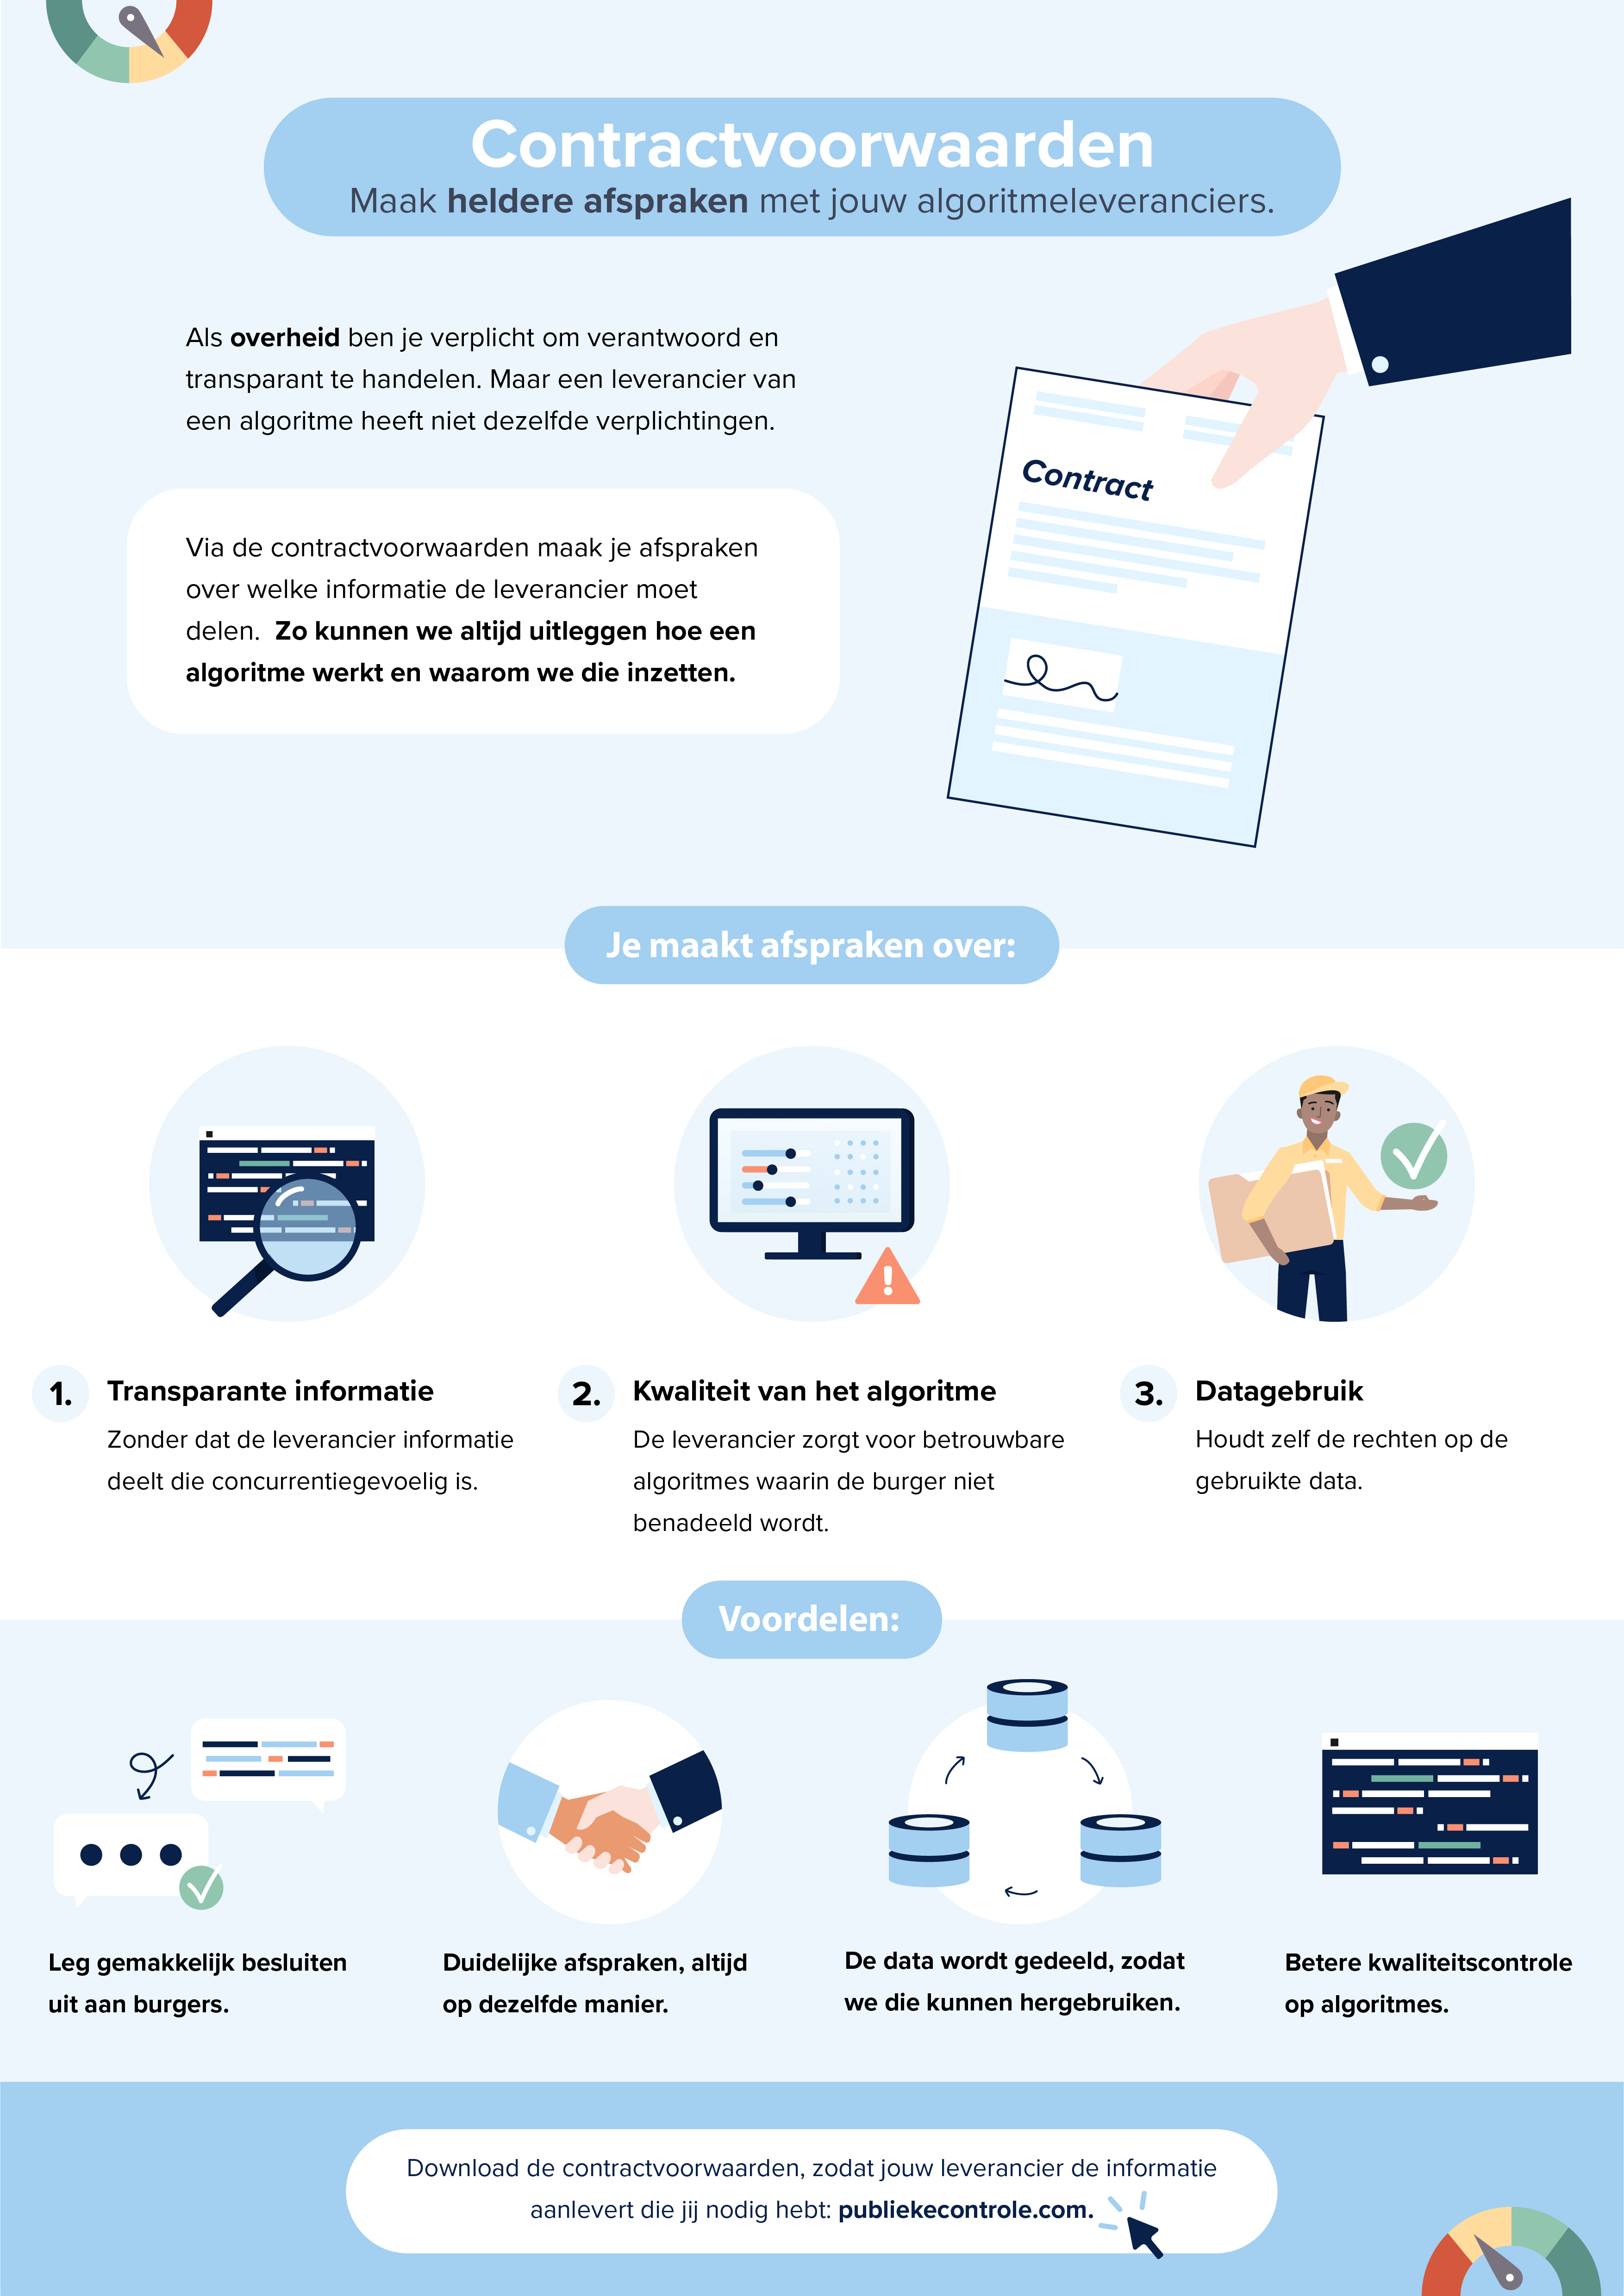 Contractvoorwaarden
Maak heldere afspraken met jouw algoritmeleveranciers.
Als overheid ben je verplicht om verantwoord en
transparant te handelen. Maar een leverancier van
een algoritme heeft niet dezelfde verplichtingen.
Via de contractvoorwaarden maak je afspraken
over welke informatie de leverancier moet
delen. Zo kunnen we altijd uitleggen hoe een
algoritme werkt en waarom we die inzetten.
Contract
Je maakt afspraken over:
1. Transparante informatie
Zonder dat de leverancier informatie
deelt die concurrentiegevoelig is.
2. Kwaliteit van het algoritme
De leverancier zorgt voor betrouwbare
algoritmes waarin de burger niet
benadeeld wordt.
3. Datagebruik
Houdt zelf de rechten op de
gebruikte data.
Voordelen:
Leg gemakkelijk besluiten
uit aan burgers.
Duidelijke afspraken, altijd
op dezelfde manier.
De data wordt gedeeld, zodat
we die kunnen hergebruiken.
Betere kwaliteitscontrole
op algoritmes.
Download de contractvoorwaarden, zodat jouw leverancier de informatie
aanlevert die jij nodig hebt: publiekecontrole.com.